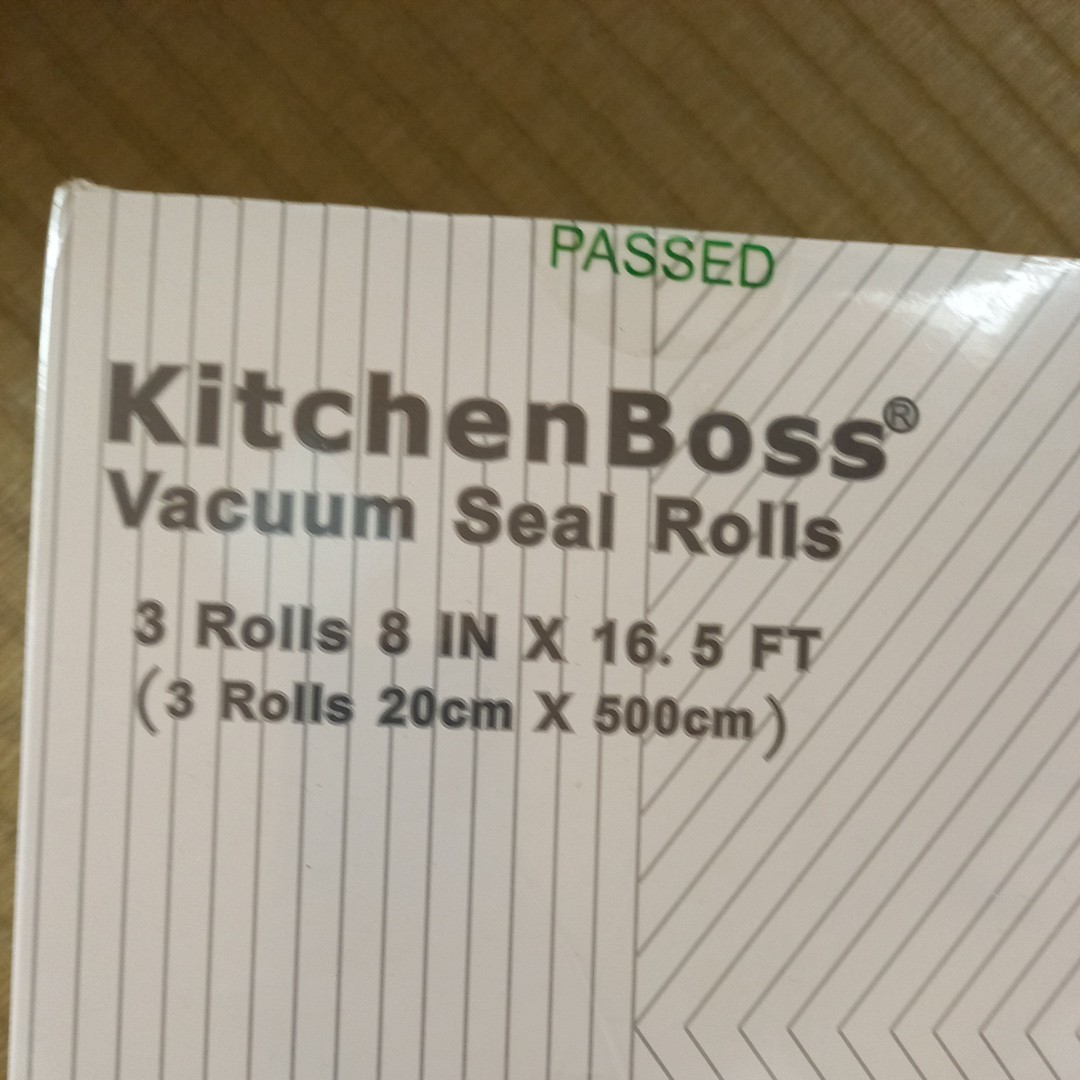 PASSED
KitchenBoss®
Vacuum Seal Rolls
3 Rolls 8 IN X 16.5 FT
(3 Rolls 20cm X 500cm)